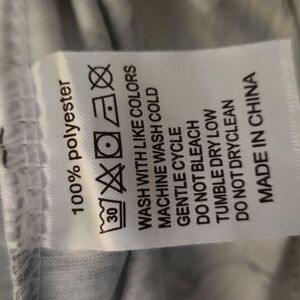 100% polyester
30
WASH WITH LIKE COLORS
MACHINE WASH COLD
GENTLE CYCLE
DO NOT BLEACH
TUMBLE DRY LOW
DO NOT DRYCLEAN
MADE IN CHINA